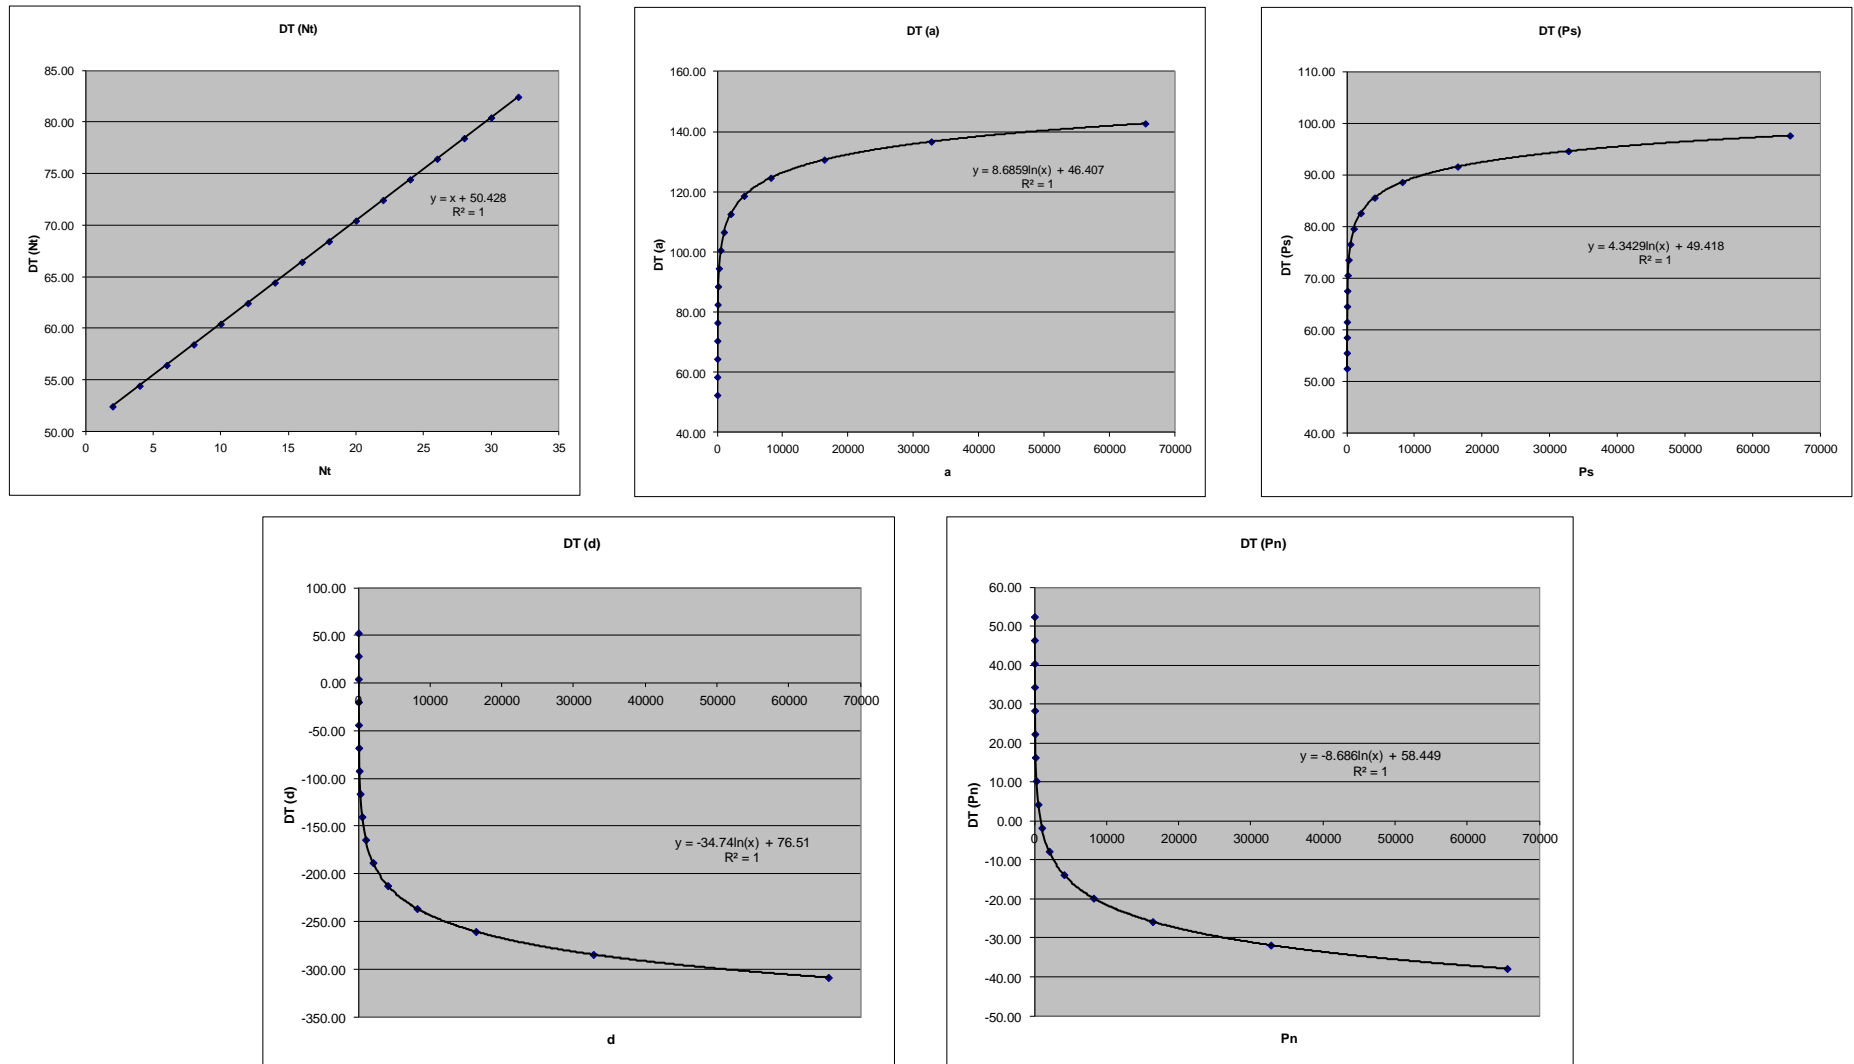 DT (Nt)
85.00
80.00
75.00
70.00
65.00
60.00
55.00
50.00
0 5 10 15 20 25 30 35
DT (Nt)
Nt
y = x + 50.428
R² = 1
DT (a)
160.00
140.00
120.00
100.00
80.00
60.00
40.00
0 10000 20000 30000 40000 50000 60000 70000
DT (a)
a
y = 8.6859ln(x) + 46.407
R² = 1
DT (Ps)
110.00
100.00
90.00
80.00
70.00
60.00
50.00
40.00
0 10000 20000 30000 40000 50000 60000 70000
DT (Ps)
Ps
y = 4.3429ln(x) + 49.418
R² = 1
DT (d)
100.00
50.00
0.00
-50.00
-100.00
-150.00
-200.00
-250.00
-300.00
-350.00
0 10000 20000 30000 40000 50000 60000 70000
DT (d)
d
y = -34.74ln(x) + 76.51
R² = 1
DT (Pn)
60.00
50.00
40.00
30.00
20.00
10.00
0.00
-10.00
-20.00
-30.00
-40.00
-50.00
0 10000 20000 30000 40000 50000 60000 70000
DT (Pn)
Pn
y = -8.686ln(x) + 58.449
R² = 1